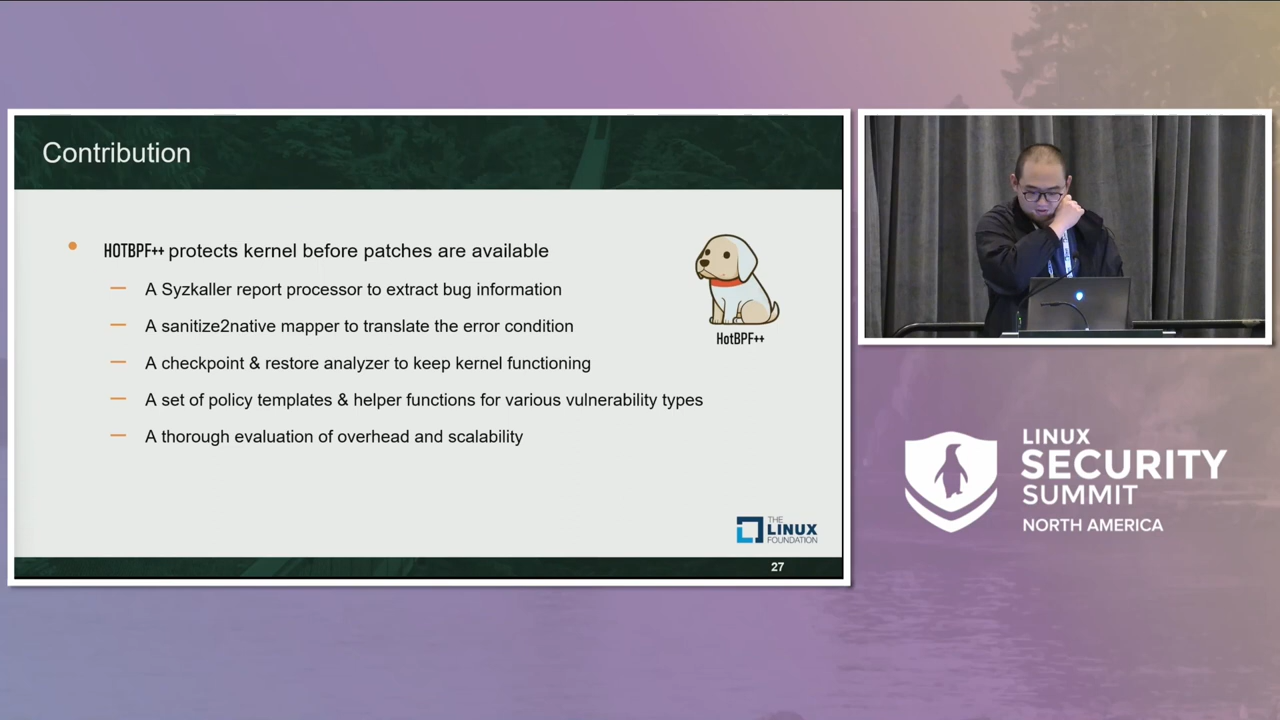 Contribution
HOTBPF++ protects kernel before patches are available
A Syzkaller report processor to extract bug information
A sanitize2native mapper to translate the error condition
A checkpoint & restore analyzer to keep kernel functioning
A set of policy templates & helper functions for various vulnerability types
A thorough evaluation of overhead and scalability
HotBPF++
THE
LINUX
FOUNDATION
27
LINUX
SECURITY
SUMMIT
NORTH AMERICA